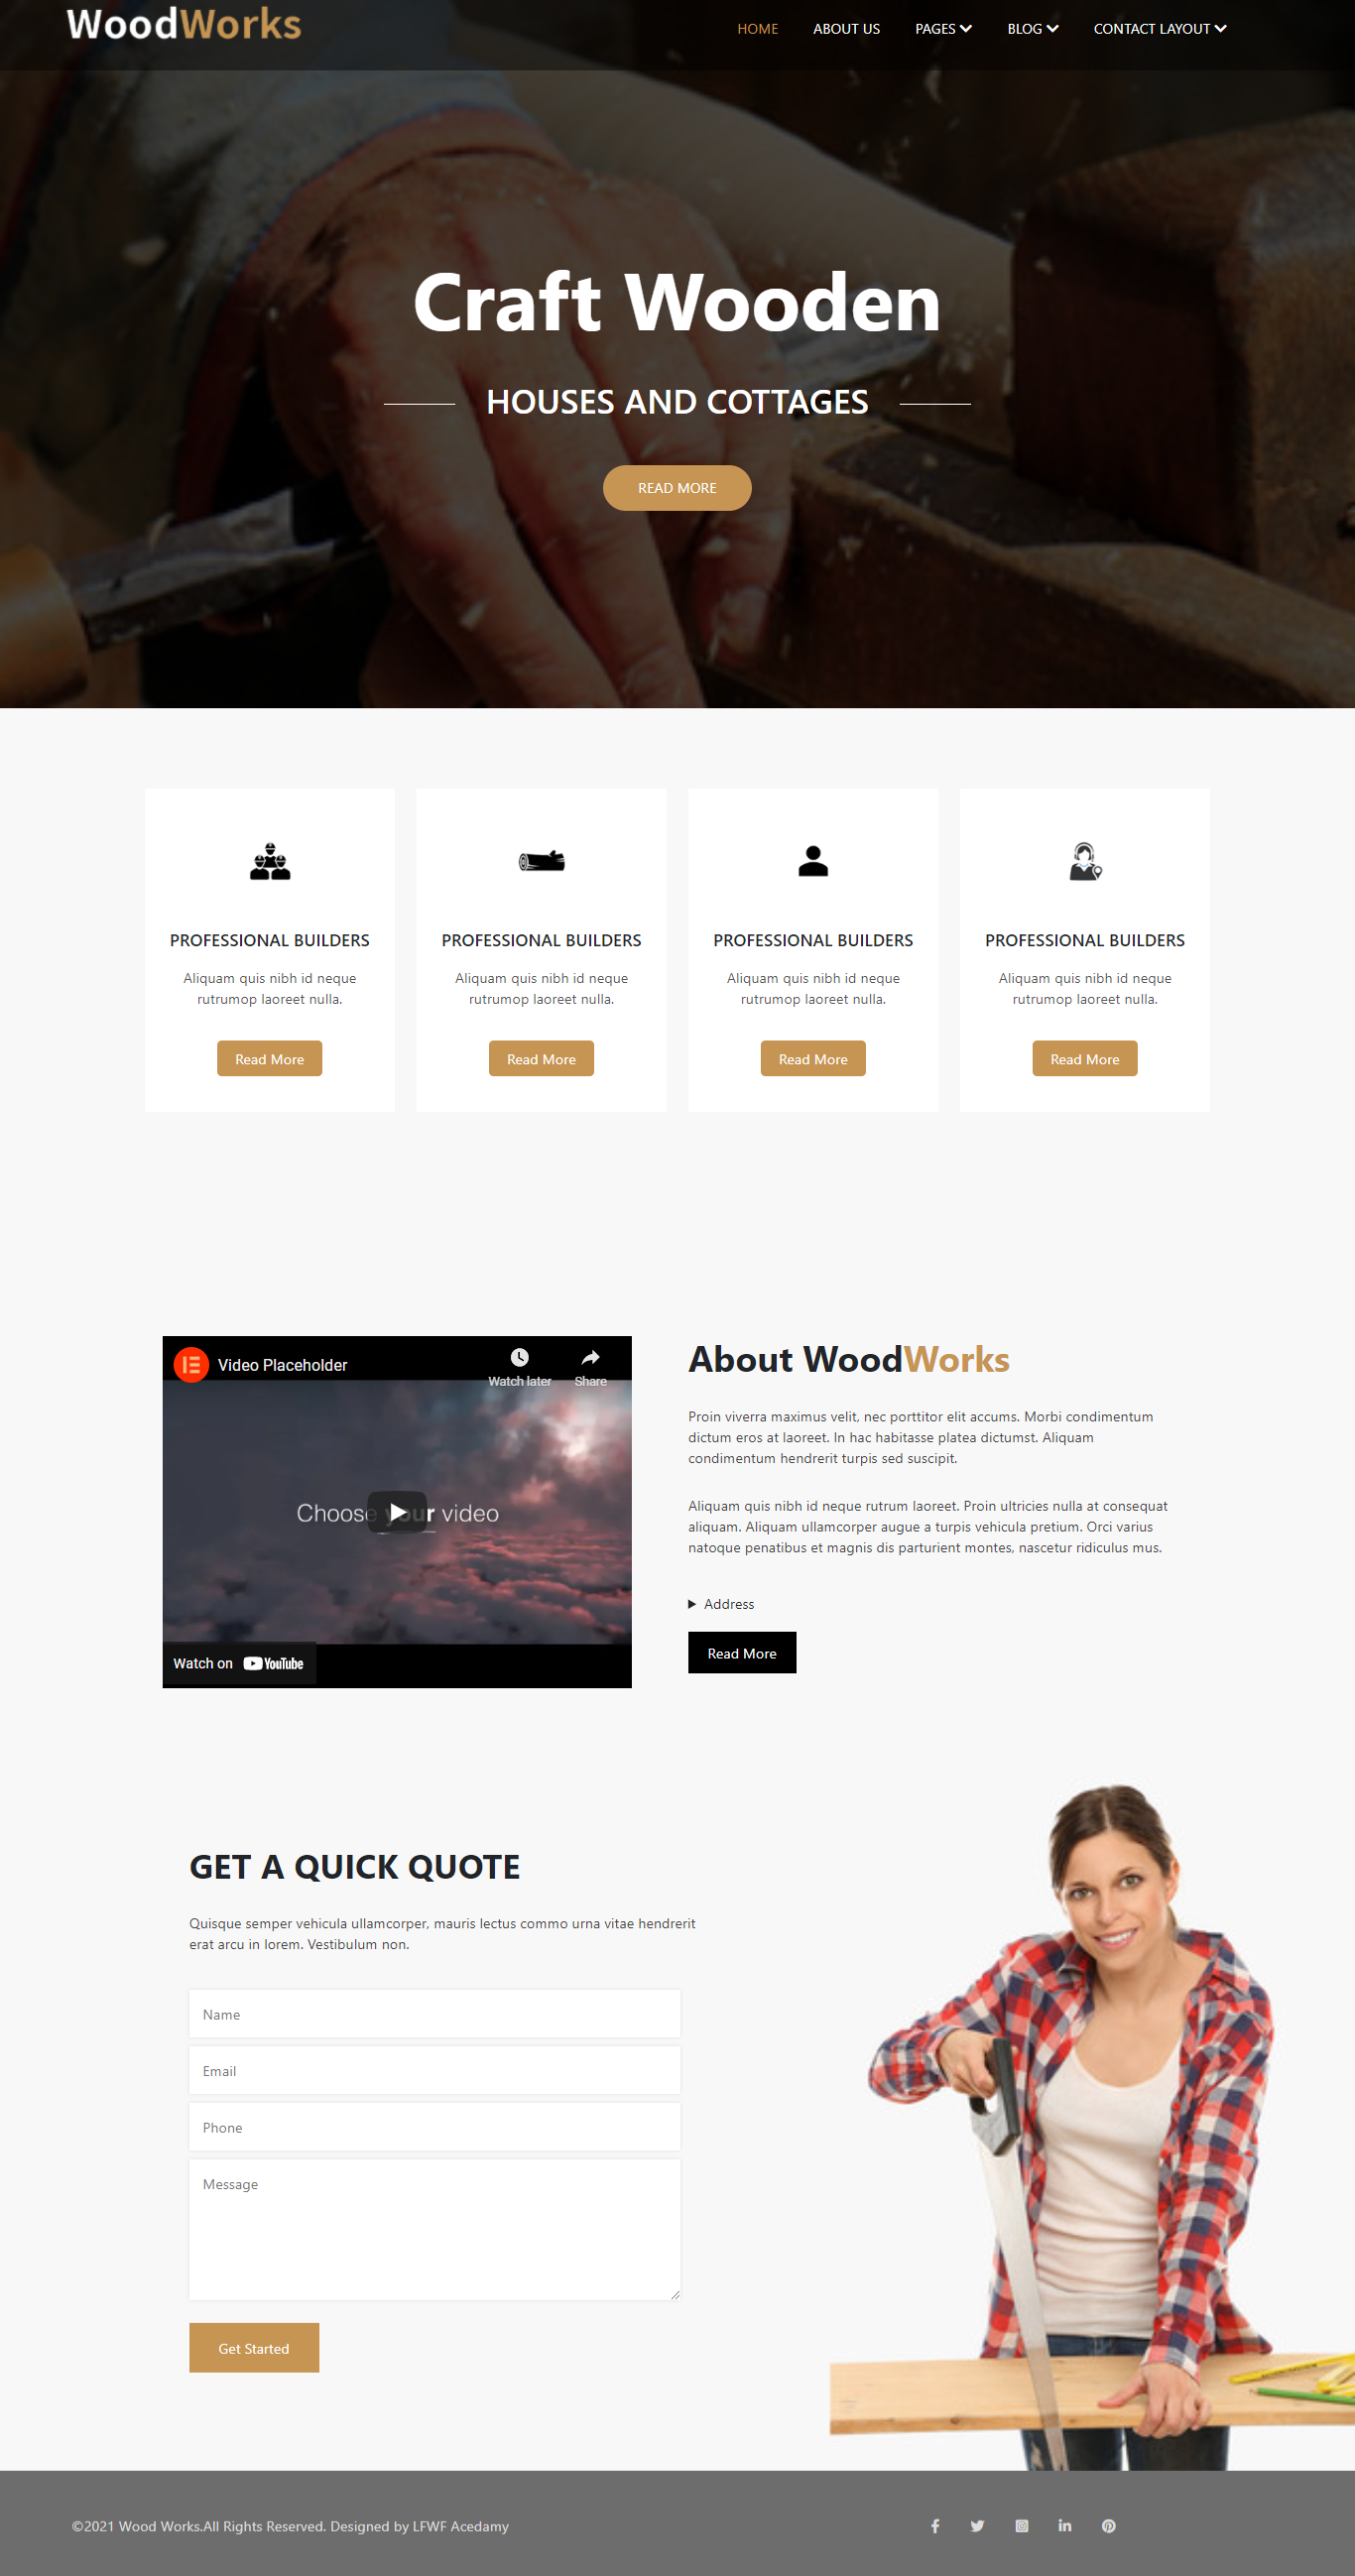 WoodWorks
HOME ABOUT US PAGES BLOG CONTACT LAYOUT
Craft Wooden
HOUSES AND COTTAGES
READ MORE
PROFESSIONAL BUILDERS
Aliquam quis nibh id neque
rutrumop laoreet nulla.
Read More
PROFESSIONAL BUILDERS
Aliquam quis nibh id neque
rutrumop laoreet nulla.
Read More
PROFESSIONAL BUILDERS
Aliquam quis nibh id neque
rutrumop laoreet nulla.
Read More
PROFESSIONAL BUILDERS
Aliquam quis nibh id neque
rutrumop laoreet nulla.
Read More
Video Placeholder
Watch later
Share
Choose your video
Watch on YouTube
About WoodWorks
Proin viverra maximus velit, nec porttitor elit accums. Morbi condimentum
dictum eros at laoreet. In hac habitasse platea dictumst. Aliquam
condimentum hendrerit turpis sed suscipit.
Aliquam quis nibh id neque rutrum laoreet. Proin ultricies nulla at consequat
aliquam. Aliquam ullamcorper augue a turpis vehicula pretium. Orci varius
natoque penatibus et magnis dis parturient montes, nascetur ridiculus mus.
Address
Read More
GET A QUICK QUOTE
Quisque semper vehicula ullamcorper, mauris lectus commo urna vitae hendrerit
erat arcu in lorem. Vestibulum non.
Name
Email
Phone
Message
Get Started
©2021 Wood Works.All Rights Reserved. Designed by LFWF Acedamy